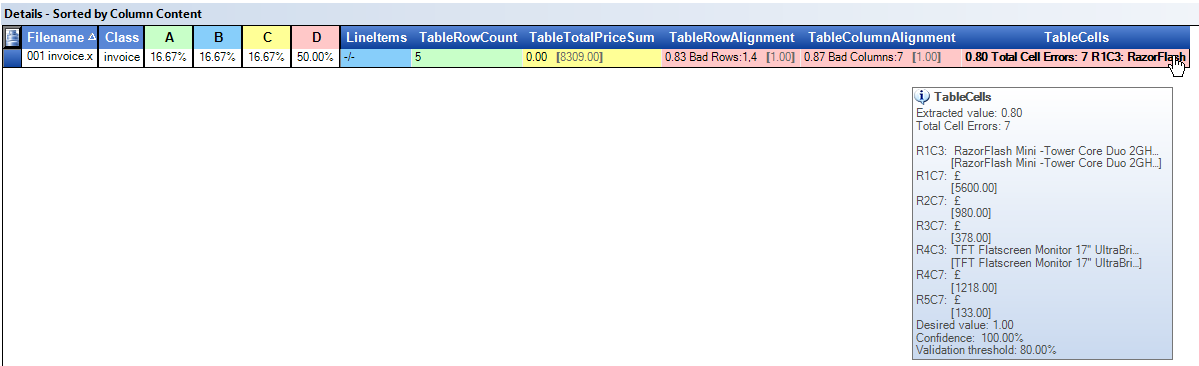 Details - Sorted by Column Content
Filename Class A B C D LineItems TableRowCount TableTotalPriceSum TableRowAlignment TableColumnAlignment TableCells
001 invoice.x invoice 16.67% 16.67% 16.67% 50.00% -/- 5 0.00 [8309.00] 0.83 Bad Rows:1,4 [1.00] 0.87 Bad Columns:7 [1.00] 0.80 Total Cell Errors: 7 R1C3: RazorFlash
TableCells
Extracted value: 0.80
Total Cell Errors: 7
R1C3: RazorFlash Mini -Tower Core Duo 2GH...
[RazorFlash Mini -Tower Core Duo 2GH...]
R1C7: £
[5600.00]
R2C7: £
[980.00]
R3C7: £
[378.00]
R4C3: TFT Flatscreen Monitor 17" UltraBri...
[TFT Flatscreen Monitor 17" UltraBri...]
R4C7: £
[1218.00]
R5C7: £
[133.00]
Desired value: 1.00
Confidence: 100.00%
Validation threshold: 80.00%